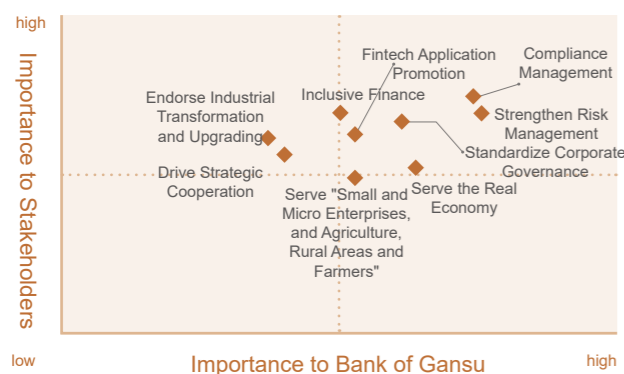 high
Importance to Stakeholders
Fintech Application
Promotion
Compliance
Management
Inclusive Finance
Endorse Industrial
Transformation
and Upgrading
Strengthen Risk
Management
Standardize Corporate
Governance
Drive Strategic
Cooperation
Serve the Real
Economy
Serve "Small and
Micro Enterprises,
and Agriculture,
Rural Areas and
Farmers"
low
Importance to Bank of Gansu
high